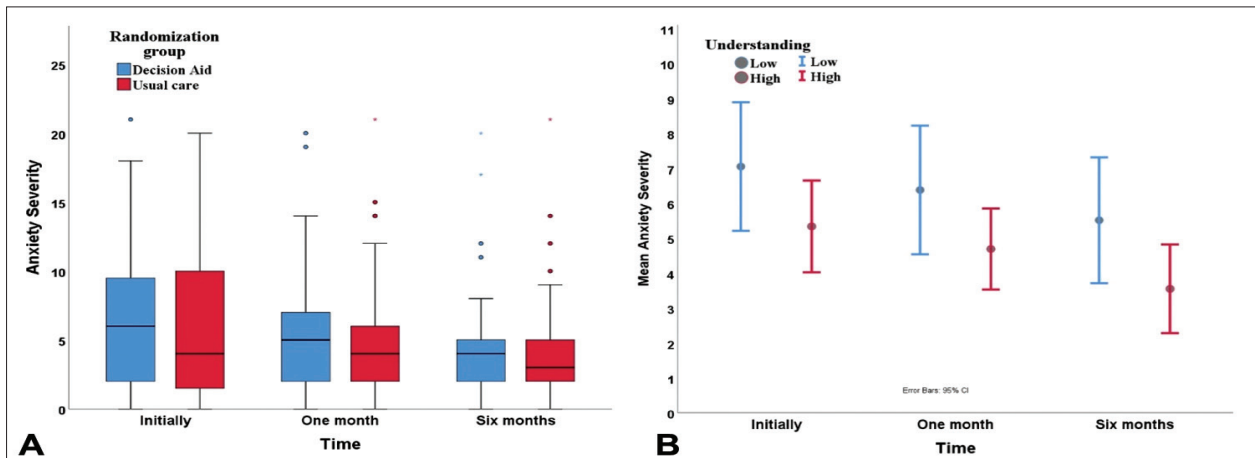 Randomization
group
Decision Aid
Usual care
25
20
15
10
5
0
Anxiety Severity
Initially
One month
Six months
Time
A
Understanding
Low
Low
High
High
11
10
9
8
7
6
5
4
3
2
1
0
Mean Anxiety Severity
Error Bars: 95% CI
Initially
One month
Six months
Time
B